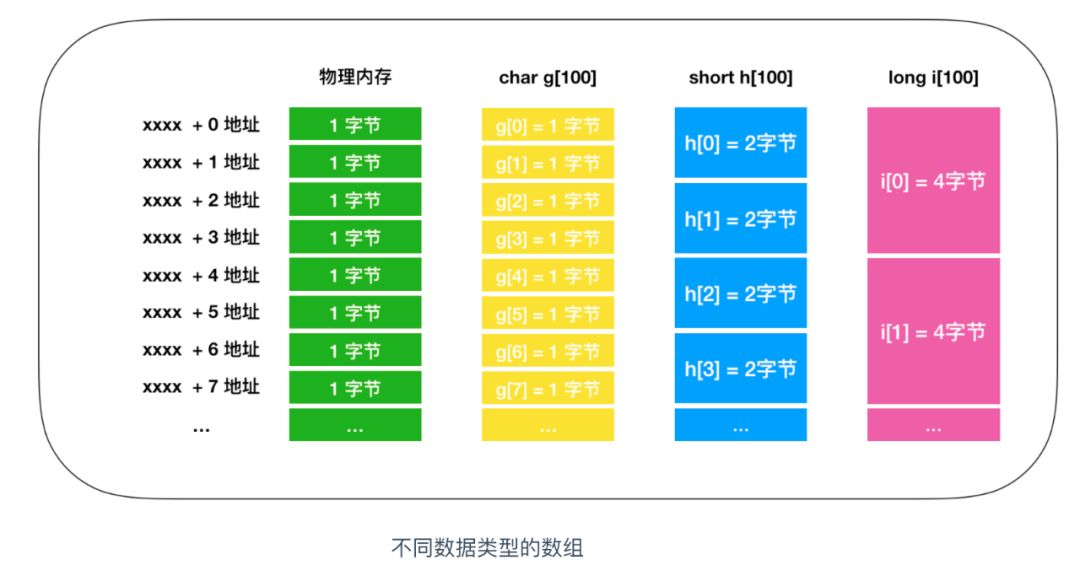 物理内存 char g[100] short h[100] long i[100]
xxxx + 0 地址 1 字节 g[0] = 1 字节 h[0] = 2字节 i[0] = 4字节
xxxx + 1 地址 1 字节 g[1] = 1 字节
xxxx + 2 地址 1 字节 g[2] = 1 字节 h[1] = 2字节
xxxx + 3 地址 1 字节 g[3] = 1 字节
xxxx + 4 地址 1 字节 g[4] = 1 字节 h[2] = 2字节 i[1] = 4字节
xxxx + 5 地址 1 字节 g[5] = 1 字节
xxxx + 6 地址 1 字节 g[6] = 1 字节 h[3] = 2字节
xxxx + 7 地址 1 字节 g[7] = 1 字节
... ... ... ... ...
不同数据类型的数组